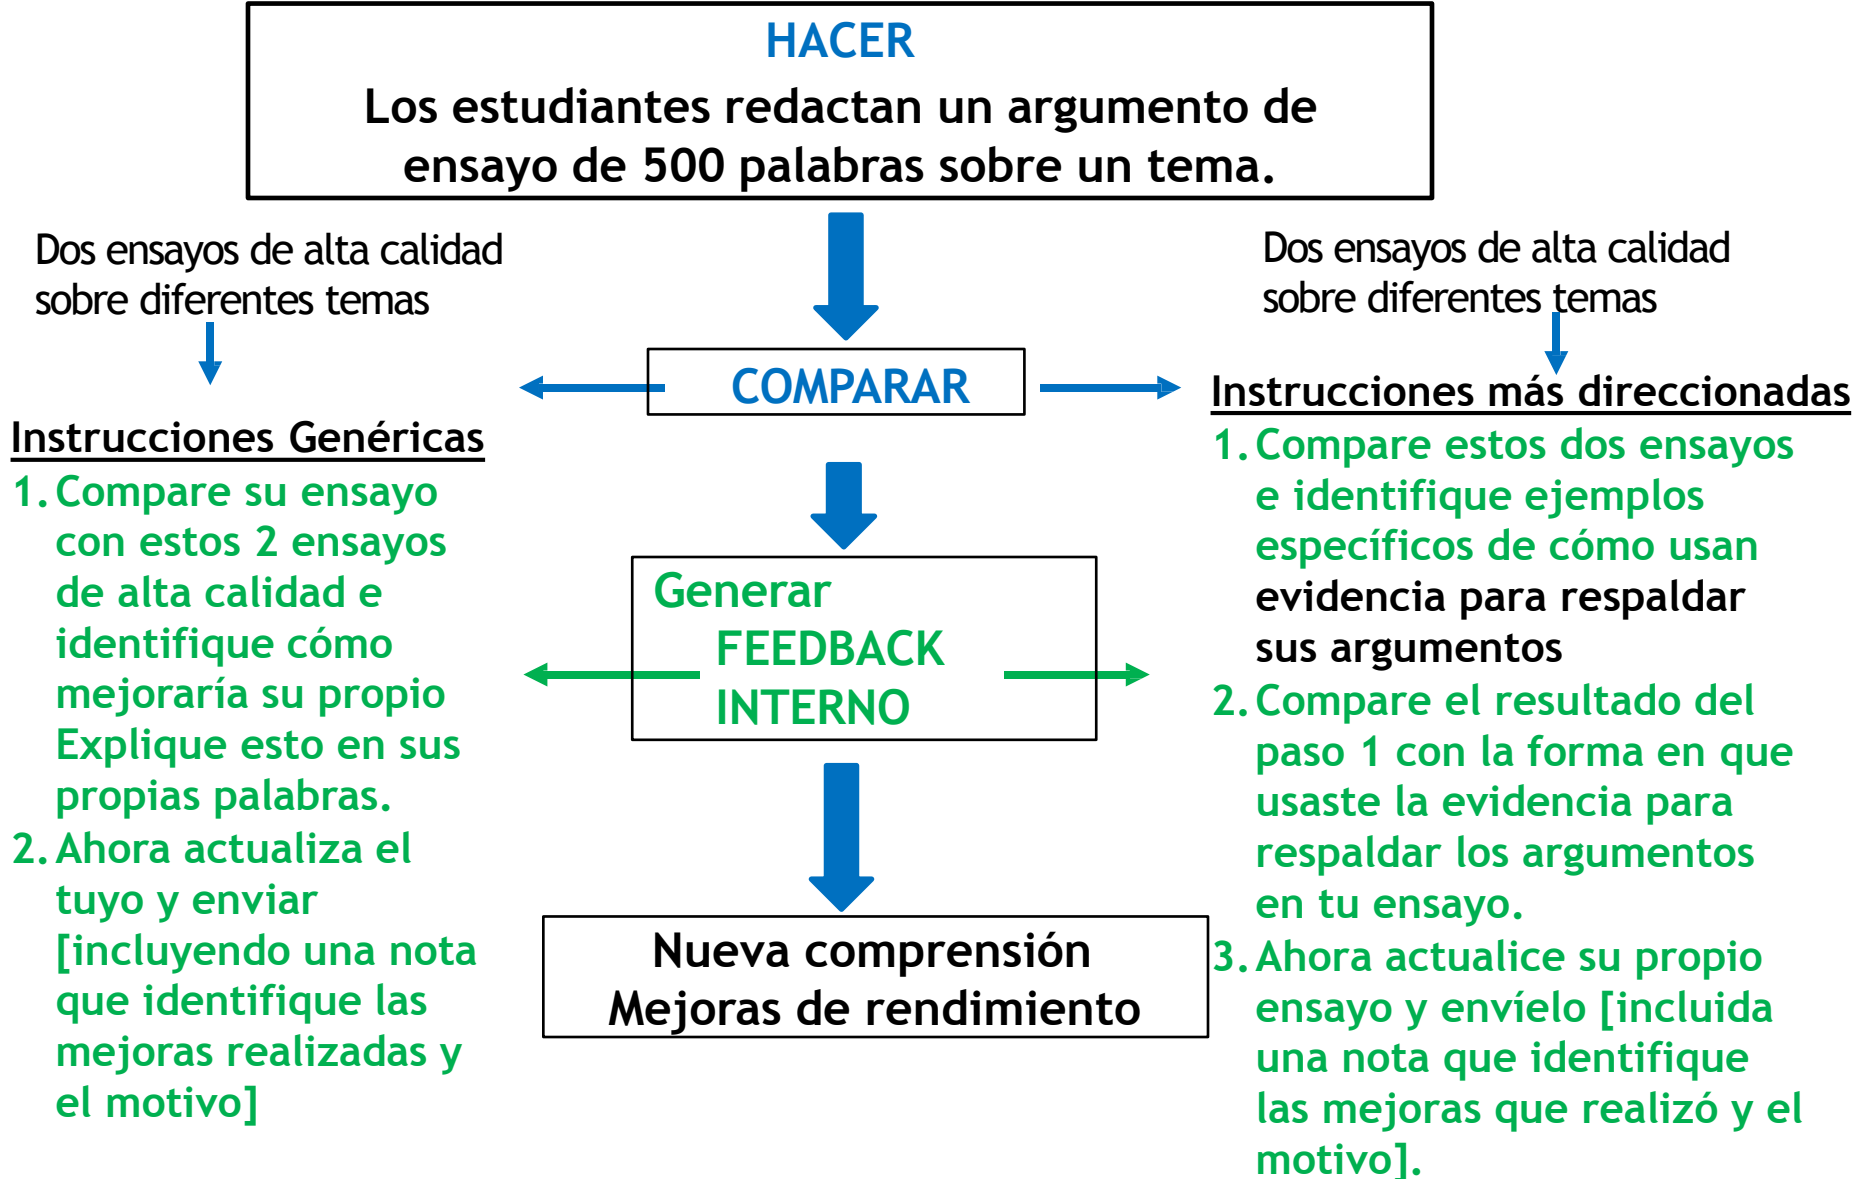 HACER
Los estudiantes redactan un argumento de
ensayo de 500 palabras sobre un tema.
Dos ensayos de alta calidad
sobre diferentes temas
Dos ensayos de alta calidad
sobre diferentes temas
COMPARAR
Instrucciones Genéricas
1. Compare su ensayo
con estos 2 ensayos
de alta calidad e
identifique cómo
mejoraría su propio
Explique esto en sus
propias palabras.
2. Ahora actualiza el
tuyo y enviar
[incluyendo una nota
que identifique las
mejoras realizadas y
el motivo]
Generar
FEEDBACK
INTERNO
Nueva comprensión
Mejoras de rendimiento
Instrucciones más direccionadas
1. Compare estos dos ensayos
e identifique ejemplos
específicos de cómo usan
evidencia para respaldar
sus argumentos
2. Compare el resultado del
paso 1 con la forma en que
usaste la evidencia para
respaldar los argumentos
en tu ensayo.
3. Ahora actualice su propio
ensayo y envíelo [incluida
una nota que identifique
las mejoras que realizó y el
motivo].